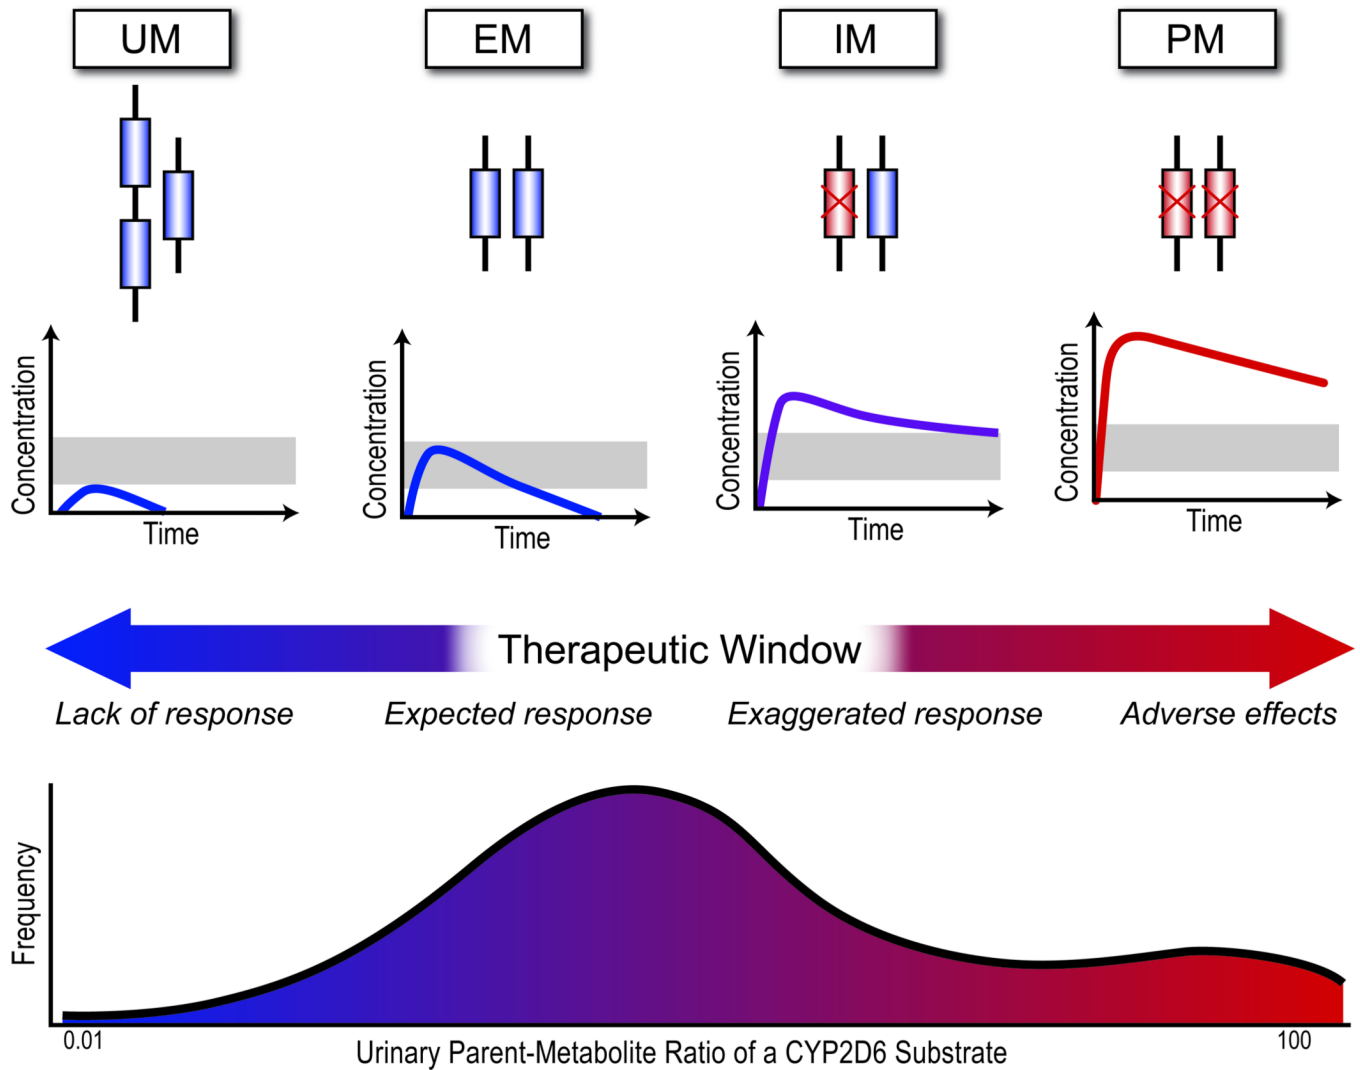 UM
EM
IM
PM
Concentration
Time
Concentration
Time
Concentration
Time
Concentration
Time
Therapeutic Window
Lack of response
Expected response
Exaggerated response
Adverse effects
Frequency
0.01
100
Urinary Parent-Metabolite Ratio of a CYP2D6 Substrate